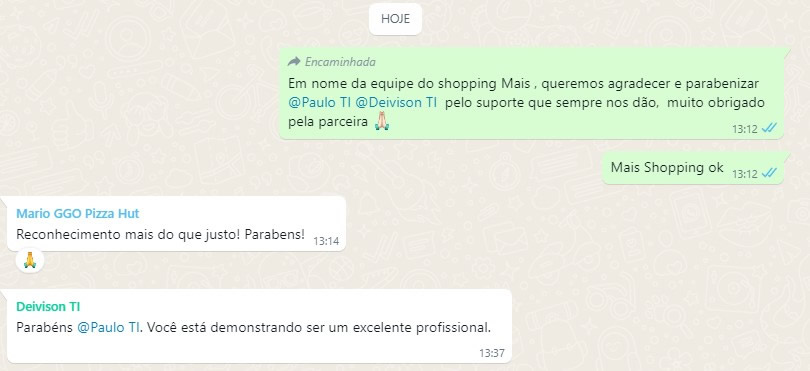 HOJE
Encaminhada
Em nome da equipe do shopping Mais , queremos agradecer e parabenizar
@Paulo TI @Deivison TI pelo suporte que sempre nos dão, muito obrigado
pela parceira 🙏🏻
13:12
Mais Shopping ok 13:12
Mario GGO Pizza Hut
Reconhecimento mais do que justo! Parabens! 13:14
🙏
Deivison TI
Parabéns @Paulo TI. Você está demonstrando ser um excelente profissional.
13:37